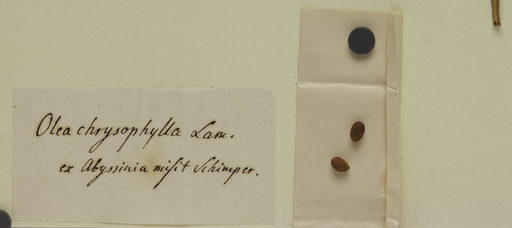 Olea chrysophylla Lam.
ex Abyssinia misit Schimper.